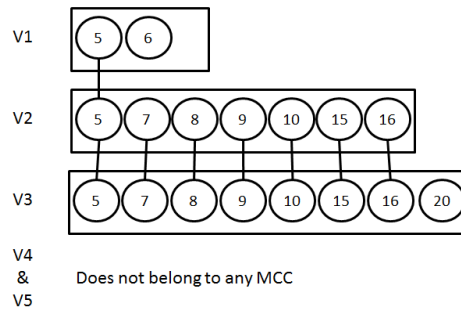 V1 5 6
V2 5 7 8 9 10 15 16
V3 5 7 8 9 10 15 16 20
V4
& Does not belong to any MCC
V5